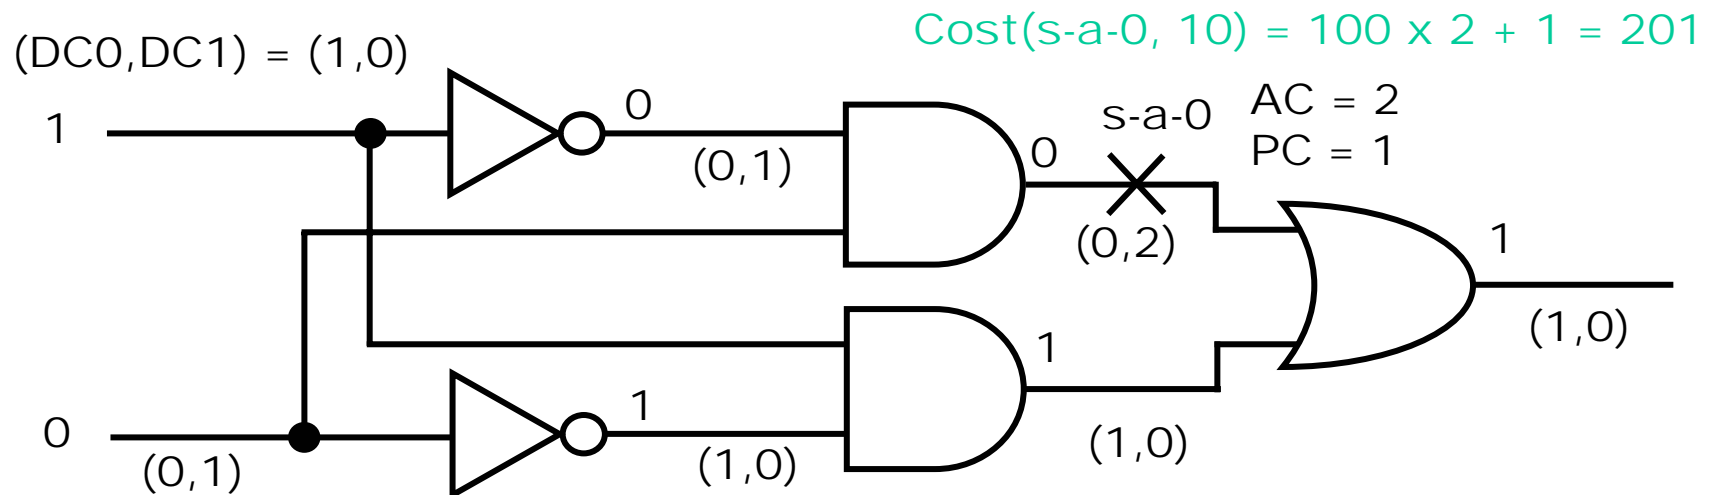 Cost(s-a-0, 10) = 100 x 2 + 1 = 201
(DC0,DC1) = (1,0)
1
0
(0,1)
s-a-0
AC = 2
PC = 1
0
(0,2)
1
(1,0)
1
(1,0)
0
(0,1)
1
(1,0)